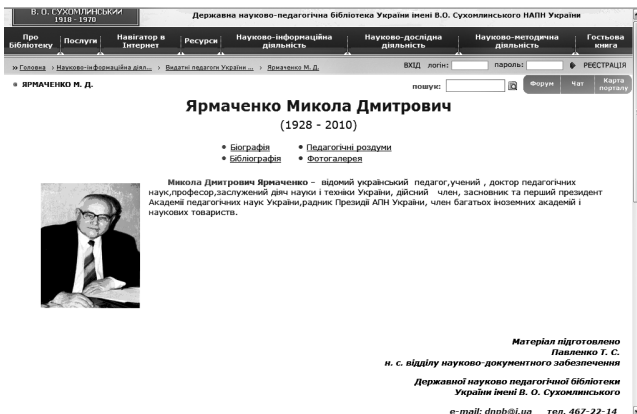 В. О. СУХОМЛИНСЬКИЙ
1918 - 1970
Державна науково-педагогічна бібліотека України імені В.О. Сухомлинського НАПН України
Про Бібліотеку
Послуги
Навігатор в Інтернет
Ресурси
Науково-інформаційна діяльність
Науково-дослідна діяльність
Науково-методична діяльність
Гостьова книга
» Головна › Науково-інформаційна діял... › Видатні педагоги України ... › Ярмаченко М. Д.
ВХІД логін: пароль: РЕЄСТРАЦІЯ
ЯРМАЧЕНКО М. Д.
пошук:
Форум
Чат
Карта порталу
Ярмаченко Микола Дмитрович
(1928 - 2010)
• Біографія • Педагогічні роздуми
• Бібліографія • Фотогалерея
Микола Дмитрович Ярмаченко – відомий український педагог,учений , доктор педагогічних
наук,професор,заслужений діяч науки і техніки України, дійсний член, засновник та перший президент
Академії педагогічних наук України,радник Президії АПН України, член багатьох іноземних академій і
наукових товариств.
Матеріал підготовлено
Павленко Т. С.
н. с. відділу науково-документного забезпечення
Державної науково педагогічної бібліотеки
України імені В. О. Сухомлинського
e-mail: dnpb@i.ua тел. 467-22-14